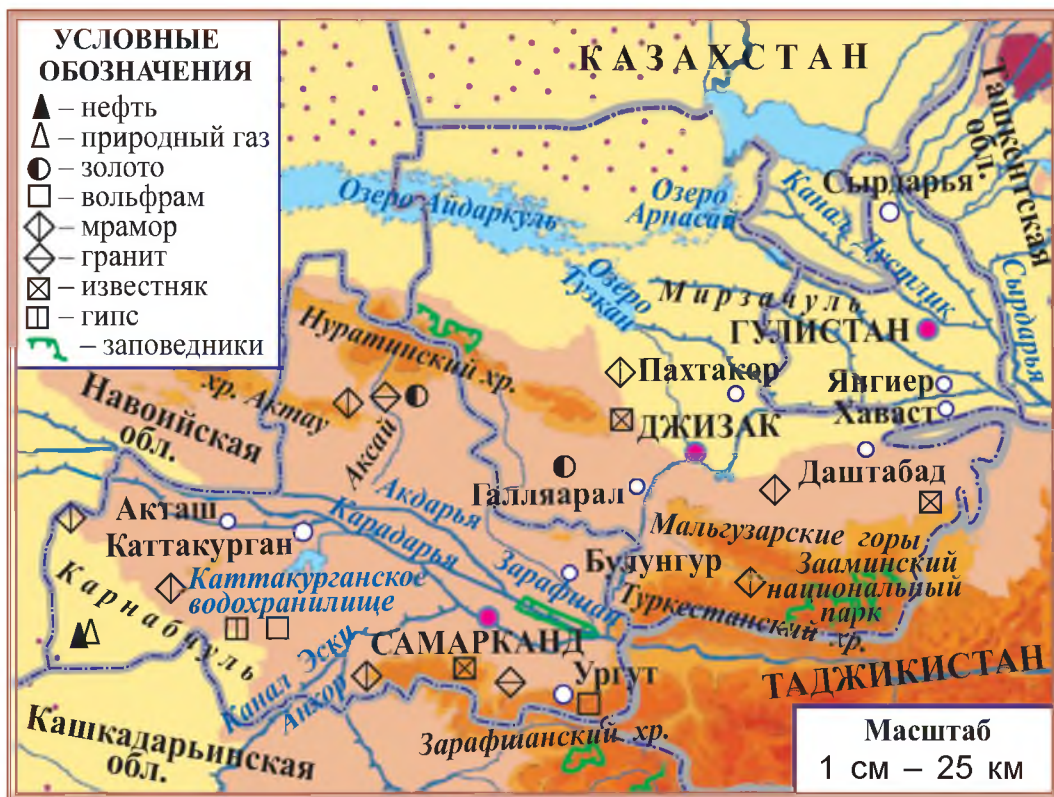 УСЛОВНЫЕ
ОБОЗНАЧЕНИЯ
– нефть
– природный газ
– золото
– вольфрам
– мрамор
– гранит
– известняк
– гипс
– заповедники
КАЗАХСТАН
Ташкентская
обл.
Сырдарья
Озеро Айдаркуль
Озеро
Арнасай
Канал Дустлик
Сырдарья
Озеро
Тузкан
Мирзачуль
ГУЛИСТАН
Нуратинский хр.
Пахтакор
Янгиер
Хаваст
хр. Актау
Навоийская
обл.
ДЖИЗАК
Аксай
Даштабад
Галляарал
Акдарья
Акташ
Карадарья
Каттакурган
Мальгузарские горы
Зарафшан
Булунгур
Зааминский
национальный
парк
Каттакурганское
водохранилище
Карнабчуль
Туркестанский хр.
САМАРКАНД
Канал Эски
Анхор
Ургут
ТАДЖИКИСТАН
Кашкадарьинская
обл.
Зарафшанский хр.
Масштаб
1 см – 25 км